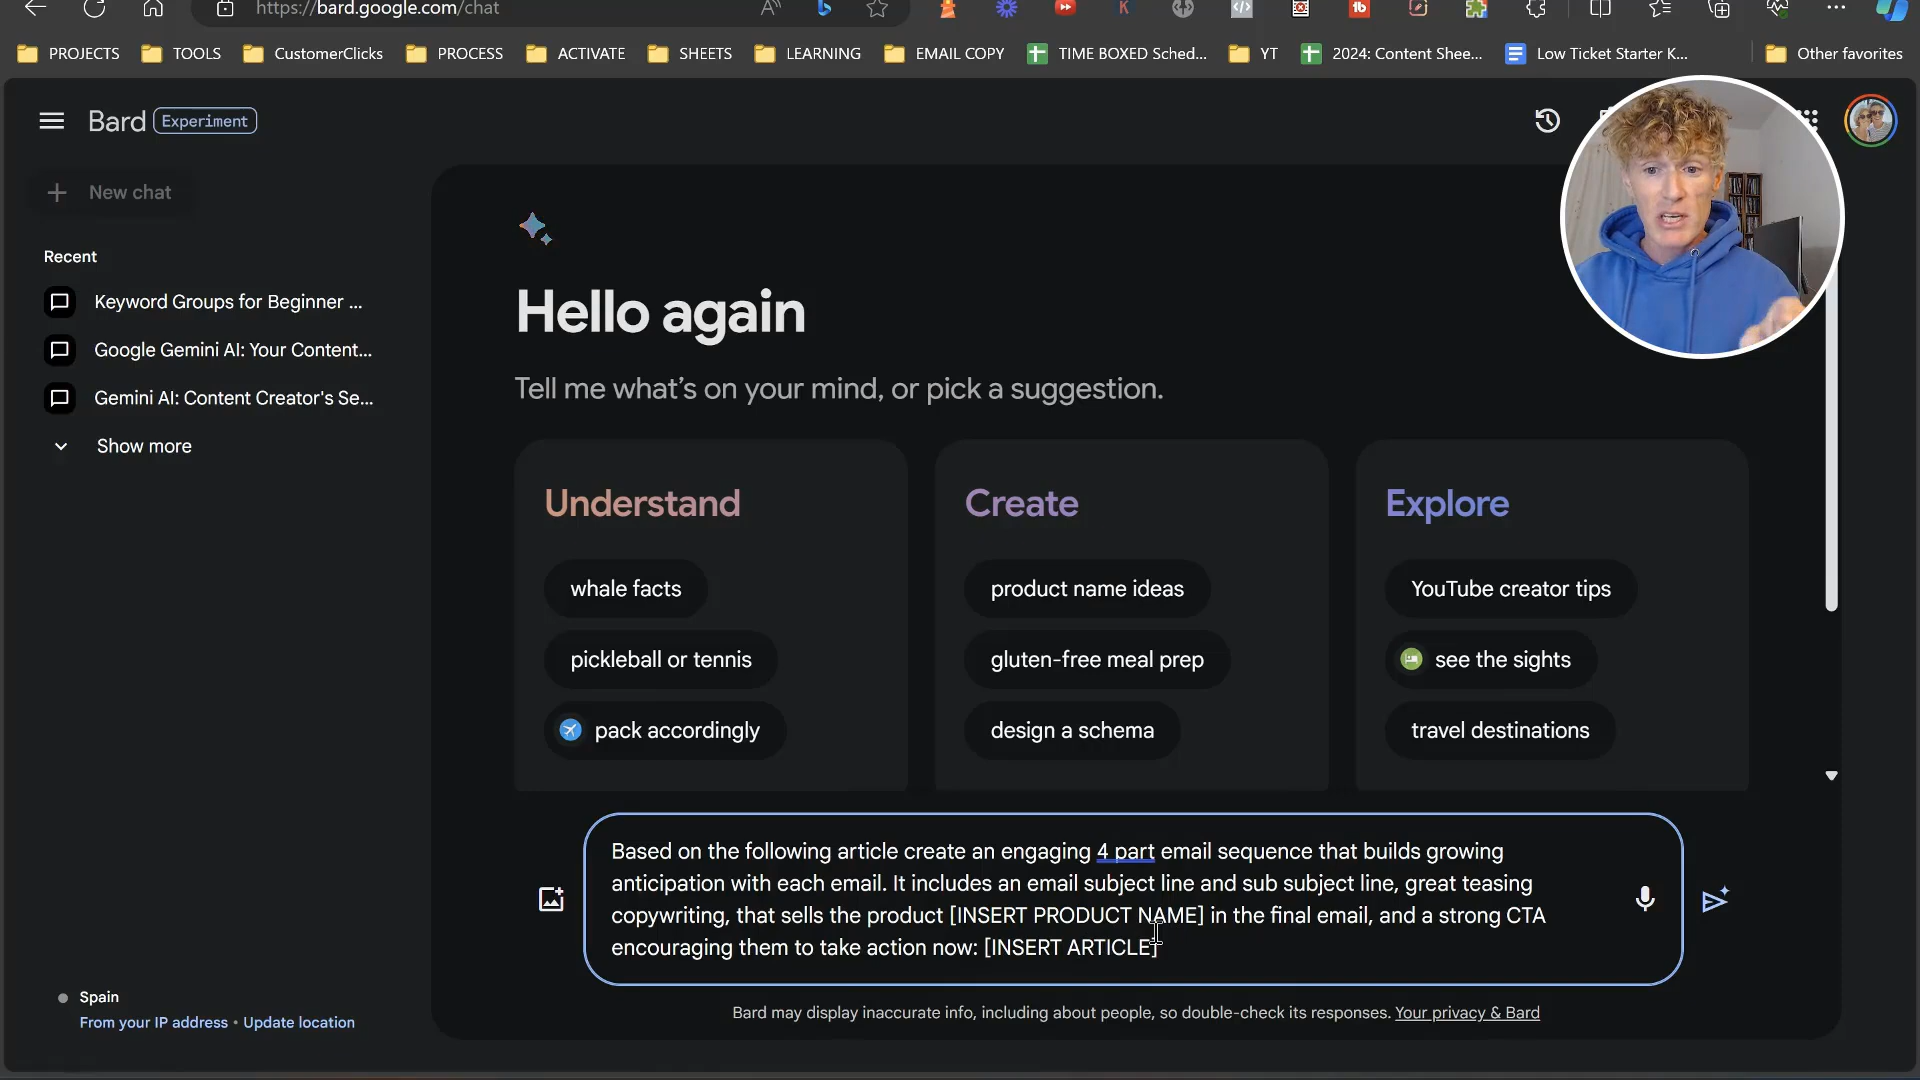 https://bard.google.com/chat
PROJECTS
TOOLS
CustomerClicks
PROCESS
ACTIVATE
SHEETS
LEARNING
EMAIL COPY
TIME BOXED Sched...
YT
2024: Content Shee...
Low Ticket Starter K...
Other favorites
Bard Experiment
New chat
Recent
Keyword Groups for Beginner ...
Google Gemini AI: Your Content...
Gemini AI: Content Creator's Se...
Show more
Hello again
Tell me what's on your mind, or pick a suggestion.
Understand
whale facts
pickleball or tennis
pack accordingly
Create
product name ideas
gluten-free meal prep
design a schema
Explore
YouTube creator tips
see the sights
travel destinations
Based on the following article create an engaging 4 part email sequence that builds growing
anticipation with each email. It includes an email subject line and sub subject line, great teasing
copywriting, that sells the product [INSERT PRODUCT NAME] in the final email, and a strong CTA
encouraging them to take action now: [INSERT ARTICLE]
Spain
From your IP address • Update location
Bard may display inaccurate info, including about people, so double-check its responses. Your privacy & Bard